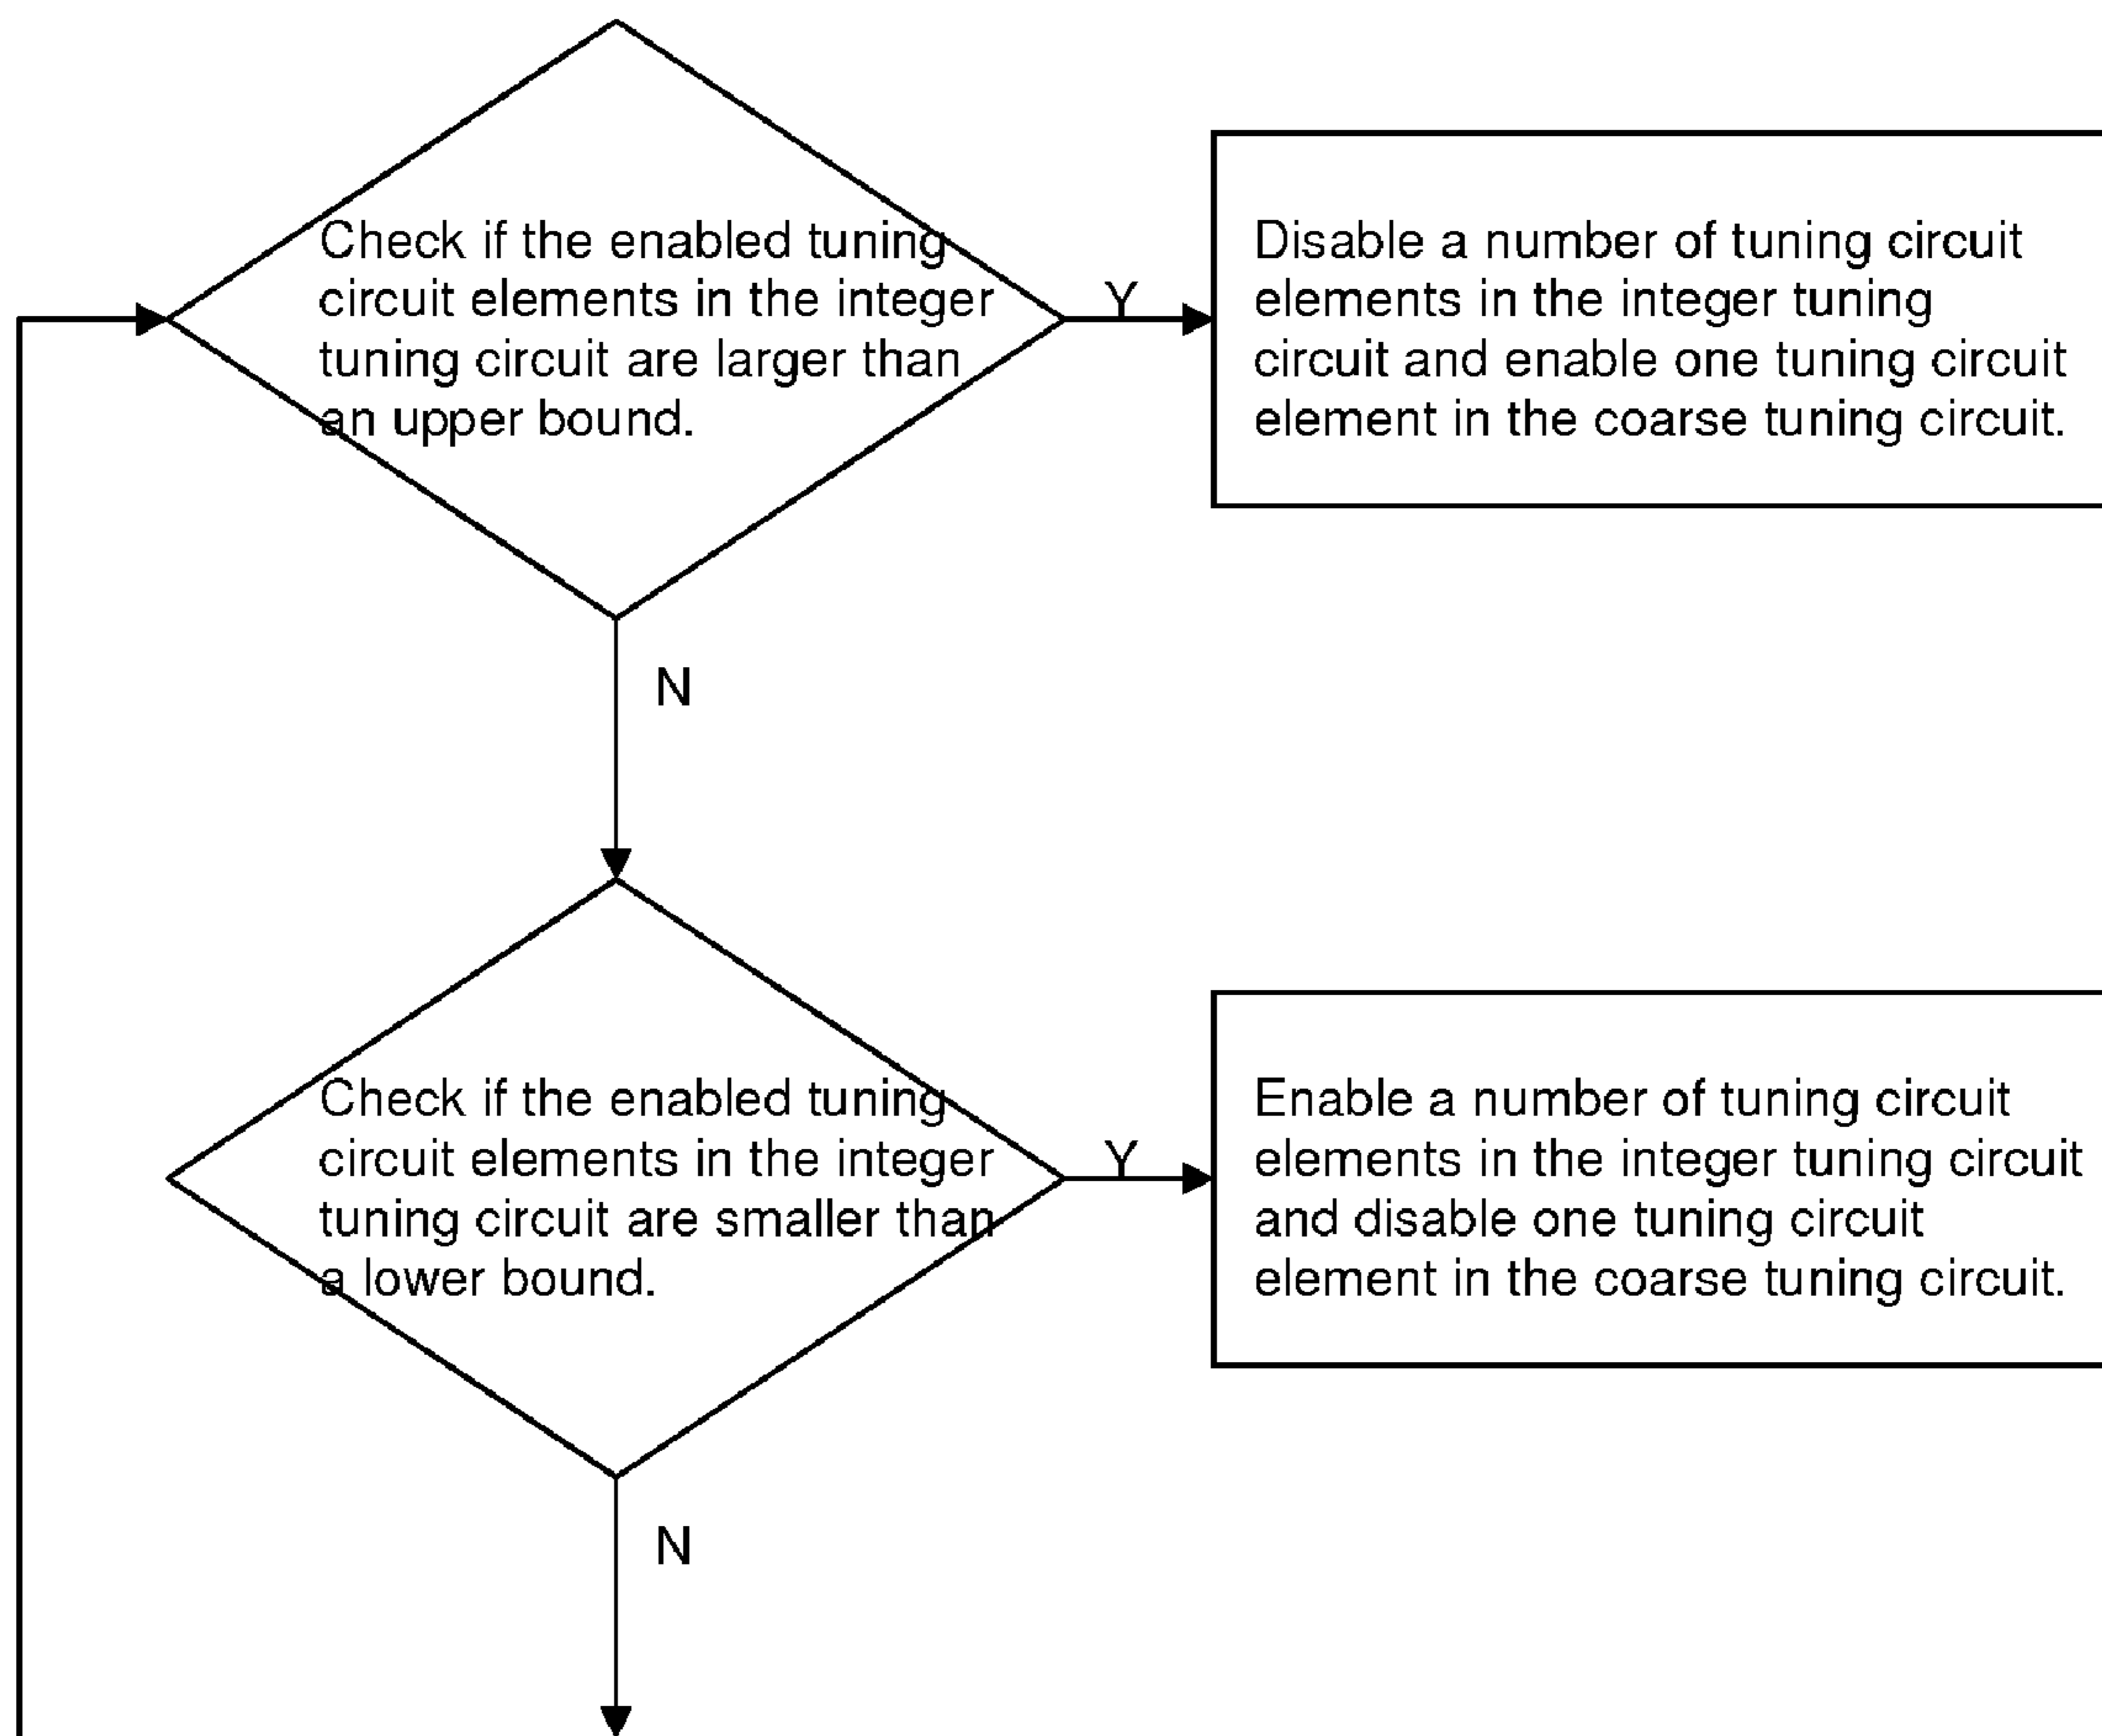 Check if the enabled tuning
circuit elements in the integer
tuning circuit are larger than
an upper bound.
Y
Disable a number of tuning circuit
elements in the integer tuning
circuit and enable one tuning circuit
element in the coarse tuning circuit.
N
Check if the enabled tuning
circuit elements in the integer
tuning circuit are smaller than
a lower bound.
Y
Enable a number of tuning circuit
elements in the integer tuning circuit
and disable one tuning circuit
element in the coarse tuning circuit.
N